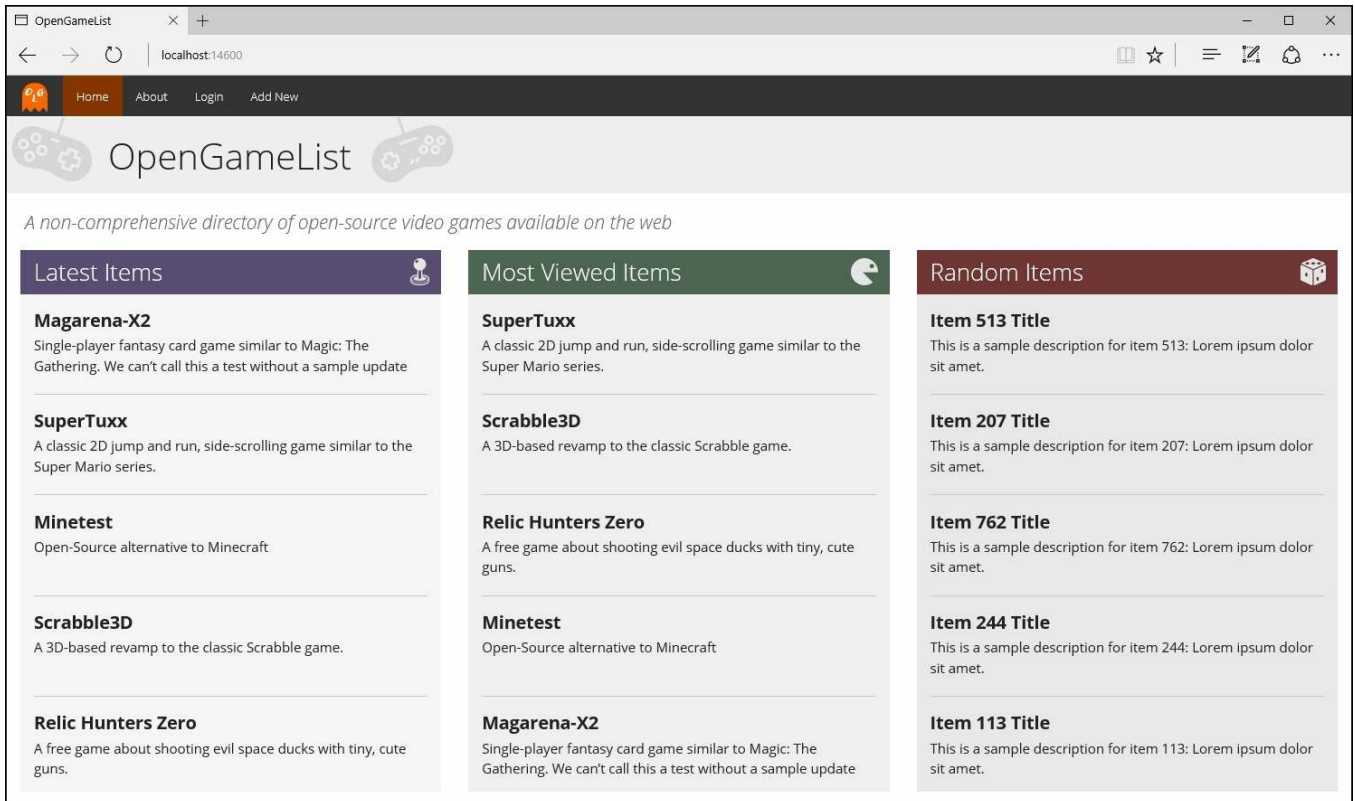 OpenGameList
localhost:14600
OLG
Home About Login Add New
OpenGameList
A non-comprehensive directory of open-source video games available on the web
Latest Items
Magarena-X2
Single-player fantasy card game similar to Magic: The
Gathering. We can’t call this a test without a sample update
SuperTuxx
A classic 2D jump and run, side-scrolling game similar to the
Super Mario series.
Minetest
Open-Source alternative to Minecraft
Scrabble3D
A 3D-based revamp to the classic Scrabble game.
Relic Hunters Zero
A free game about shooting evil space ducks with tiny, cute
guns.
Most Viewed Items
SuperTuxx
A classic 2D jump and run, side-scrolling game similar to the
Super Mario series.
Scrabble3D
A 3D-based revamp to the classic Scrabble game.
Relic Hunters Zero
A free game about shooting evil space ducks with tiny, cute
guns.
Minetest
Open-Source alternative to Minecraft
Magarena-X2
Single-player fantasy card game similar to Magic: The
Gathering. We can’t call this a test without a sample update
Random Items
Item 513 Title
This is a sample description for item 513: Lorem ipsum dolor
sit amet.
Item 207 Title
This is a sample description for item 207: Lorem ipsum dolor
sit amet.
Item 762 Title
This is a sample description for item 762: Lorem ipsum dolor
sit amet.
Item 244 Title
This is a sample description for item 244: Lorem ipsum dolor
sit amet.
Item 113 Title
This is a sample description for item 113: Lorem ipsum dolor
sit amet.